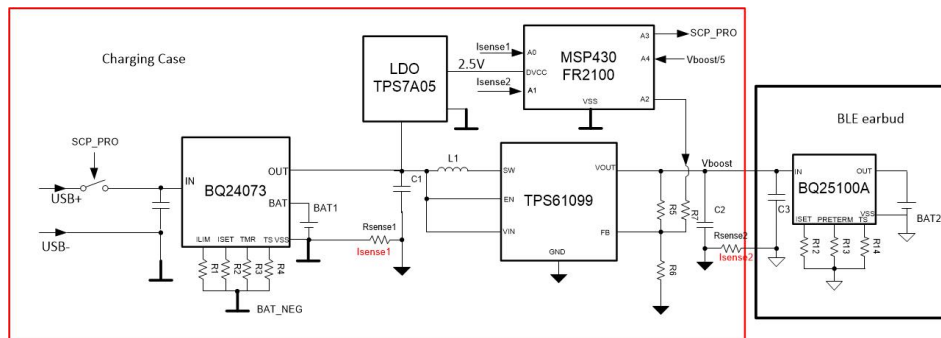 Charging Case
SCP_PRO
USB+
USB-
IN
BQ24073
OUT
BAT
ILIM ISET TMR TS VSS
R1
R2
R3
R4
BAT_NEG
BAT1
LDO
TPS7A05
2.5V
Isense1
Isense2
A0
DVCC
A1
MSP430
FR2100
VSS
A3
A4
A2
SCP_PRO
Vboost/5
L1
C1
Rsense1
Isense1
SW
EN
VIN
TPS61099
VOUT
FB
GND
R5
R7
R6
Vboost
C2
C3
Rsense2
Isense2
BLE earbud
IN
BQ25100A
OUT
VSS
ISET PRETERM TS
R12
R13
R14
BAT2